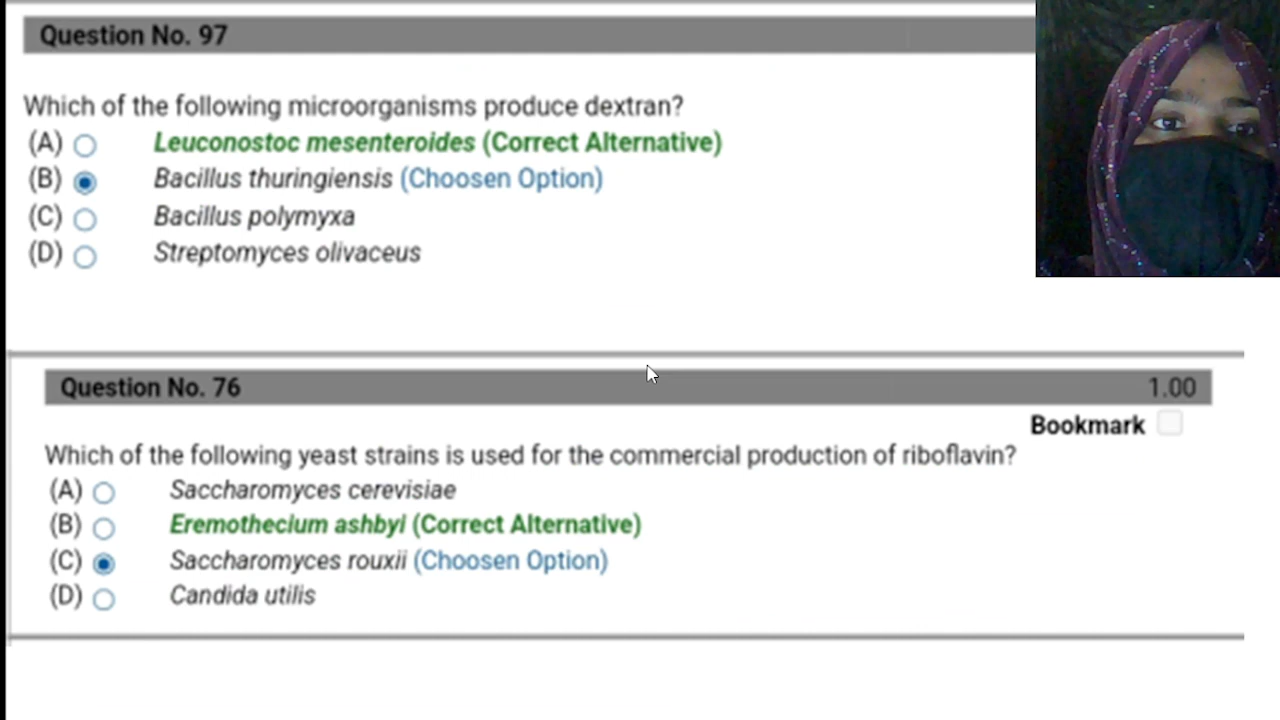 Question No. 97
Which of the following microorganisms produce dextran?
(A) Leuconostoc mesenteroides (Correct Alternative)
(B) Bacillus thuringiensis (Choosen Option)
(C) Bacillus polymyxa
(D) Streptomyces olivaceus
Question No. 76 1.00
Bookmark
Which of the following yeast strains is used for the commercial production of riboflavin?
(A) Saccharomyces cerevisiae
(B) Eremothecium ashbyi (Correct Alternative)
(C) Saccharomyces rouxii (Choosen Option)
(D) Candida utilis